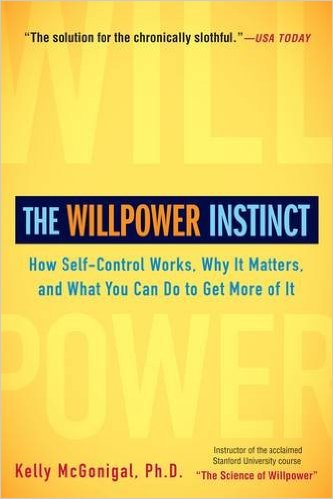 "The solution for the chronically slothful."—USA TODAY
WILL
THE WILLPOWER INSTINCT
How Self-Control Works, Why It Matters,
and What You Can Do to Get More of It
POWER
Instructor of the acclaimed
Stanford University course
Kelly McGonigal, Ph.D.
"The Science of Willpower"